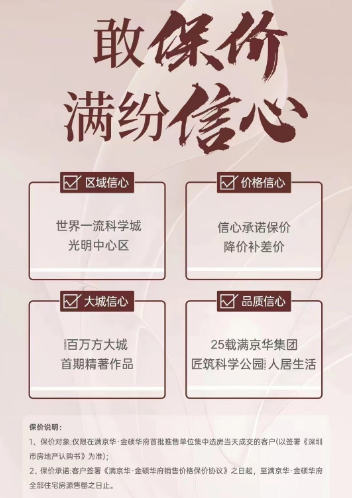 敢保价
满纷信心
区域信心
世界一流科学城
光明中心区
价格信心
信心承诺保价
降价补差价
大城信心
百万方大城
首期精著作品
品质信心
25载满京华集团
匠筑科学公园人居生活
保价说明：
1、保价对象:仅限在满京华·金硕华府首批推售单位集中选房当天成交的客户(以签署《深圳
市房地产认购书》为准);
2、保价承诺:客户签署《满京华·金硕华府销售价格保价协议》之日起，至满京华·金硕华府
全部住宅房源售罄之日止。